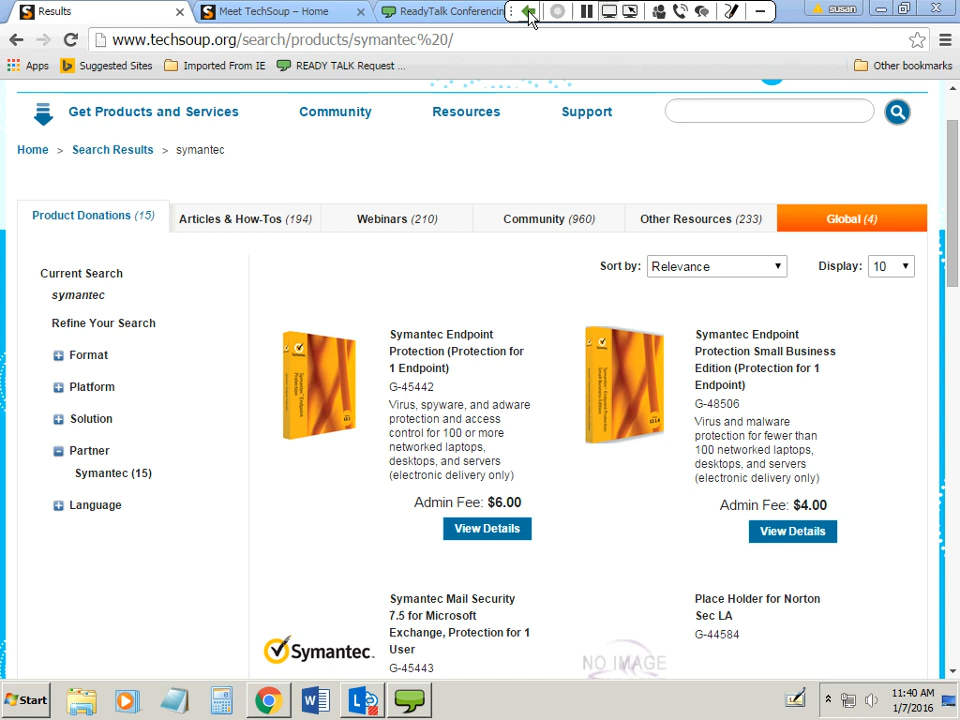 Results
Meet TechSoup – Home
ReadyTalk Conferencin
susan
www.techsoup.org/search/products/symantec%20/
Apps
Suggested Sites
Imported From IE
READY TALK Request ...
Other bookmarks
Get Products and Services
Community
Resources
Support
Home > Search Results > symantec
Product Donations (15)
Articles & How-Tos (194)
Webinars (210)
Community (960)
Other Resources (233)
Global (4)
Sort by: Relevance
Display: 10
Current Search
symantec
Refine Your Search
Format
Platform
Solution
Partner
Symantec (15)
Language
Symantec Endpoint
Protection (Protection for
1 Endpoint)
G-45442
Virus, spyware, and adware
protection and access
control for 100 or more
networked laptops,
desktops, and servers
(electronic delivery only)
Admin Fee: $6.00
View Details
Symantec Endpoint
Protection Small Business
Edition (Protection for 1
Endpoint)
G-48506
Virus and malware
protection for fewer than
100 networked laptops,
desktops, and servers
(electronic delivery only)
Admin Fee: $4.00
View Details
Symantec.
Symantec Mail Security
7.5 for Microsoft
Exchange, Protection for 1
User
G-45443
NO IMAGE
Place Holder for Norton
Sec LA
G-44584
Start
11:40 AM
1/7/2016